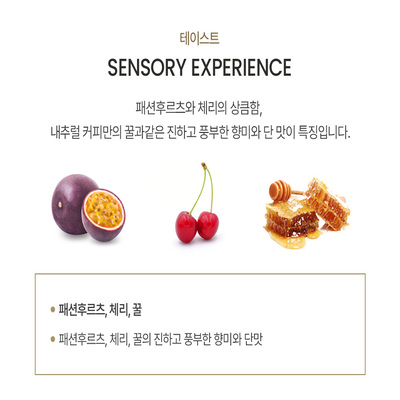 테이스트
SENSORY EXPERIENCE
패션후르츠와 체리의 상큼함,
내추럴 커피만의 꿀과같은 진하고 풍부한 향미와 단 맛이 특징입니다.
패션후르츠, 체리, 꿀
패션후르츠, 체리, 꿀의 진하고 풍부한 향미와 단맛